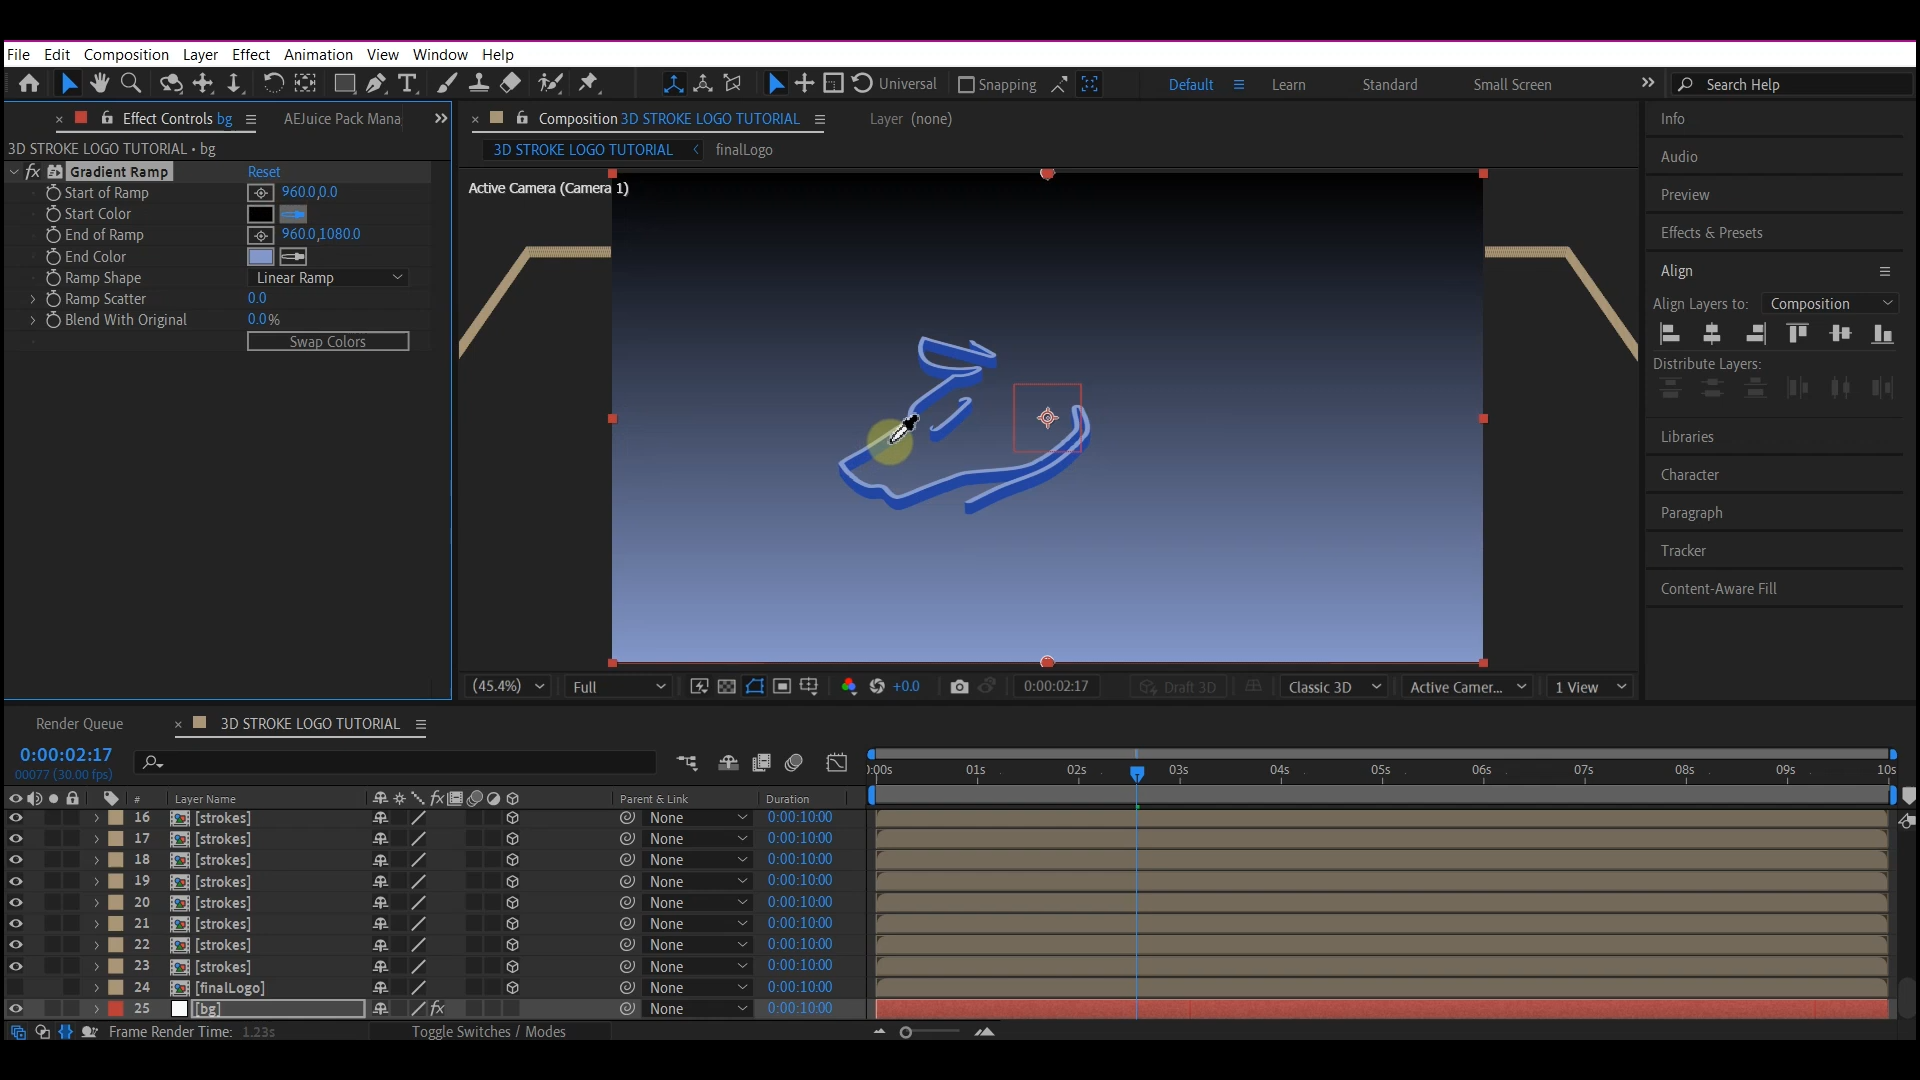 File Edit Composition Layer Effect Animation View Window Help
Universal Snapping Default Learn Standard Small Screen Search Help
Effect Controls bg AEJuice Pack Mana
Composition 3D STROKE LOGO TUTORIAL Layer (none)
Info
3D STROKE LOGO TUTORIAL • bg
3D STROKE LOGO TUTORIAL finalLogo
Audio
fx Gradient Ramp Reset
Active Camera (Camera 1)
Start of Ramp 960.0,0.0
Preview
Start Color
End of Ramp 960.0,1080.0
Effects & Presets
End Color
Ramp Shape Linear Ramp
Align
Ramp Scatter 0.0
Align Layers to: Composition
Blend With Original 0.0%
Swap Colors
Distribute Layers:
Libraries
Character
Paragraph
Tracker
Content-Aware Fill
(45.4%) Full +0.0 0:00:02:17 Draft 3D Classic 3D Active Camer... 1 View
Render Queue 3D STROKE LOGO TUTORIAL
0:00:02:17
00077 (30.00 fps)
):00s 01s 02s 03s 04s 05s 06s 07s 08s 09s 10s
# Layer Name fx Parent & Link Duration
16 [strokes] None 0:00:10:00
17 [strokes] None 0:00:10:00
18 [strokes] None 0:00:10:00
19 [strokes] None 0:00:10:00
20 [strokes] None 0:00:10:00
21 [strokes] None 0:00:10:00
22 [strokes] None 0:00:10:00
23 [strokes] None 0:00:10:00
24 [finalLogo] None 0:00:10:00
25 [bg] fx None 0:00:10:00
Frame Render Time: 1.23s Toggle Switches / Modes